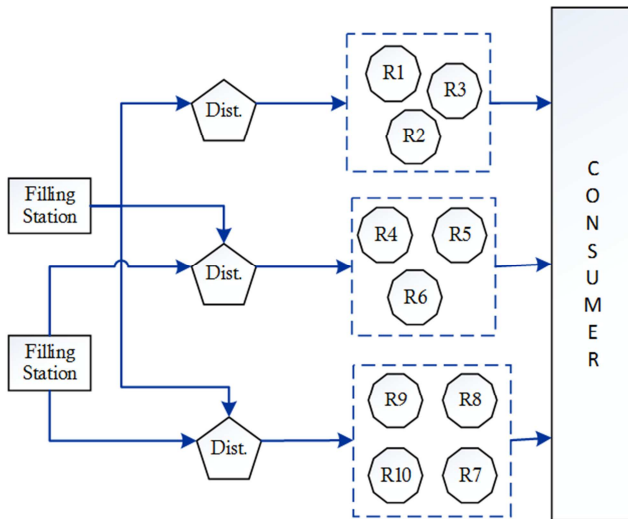 R1
R3
R2
Dist.
Filling
Station
R4
R5
R6
Dist.
Filling
Station
R9
R8
R10
R7
Dist.
C
O
N
S
U
M
E
R